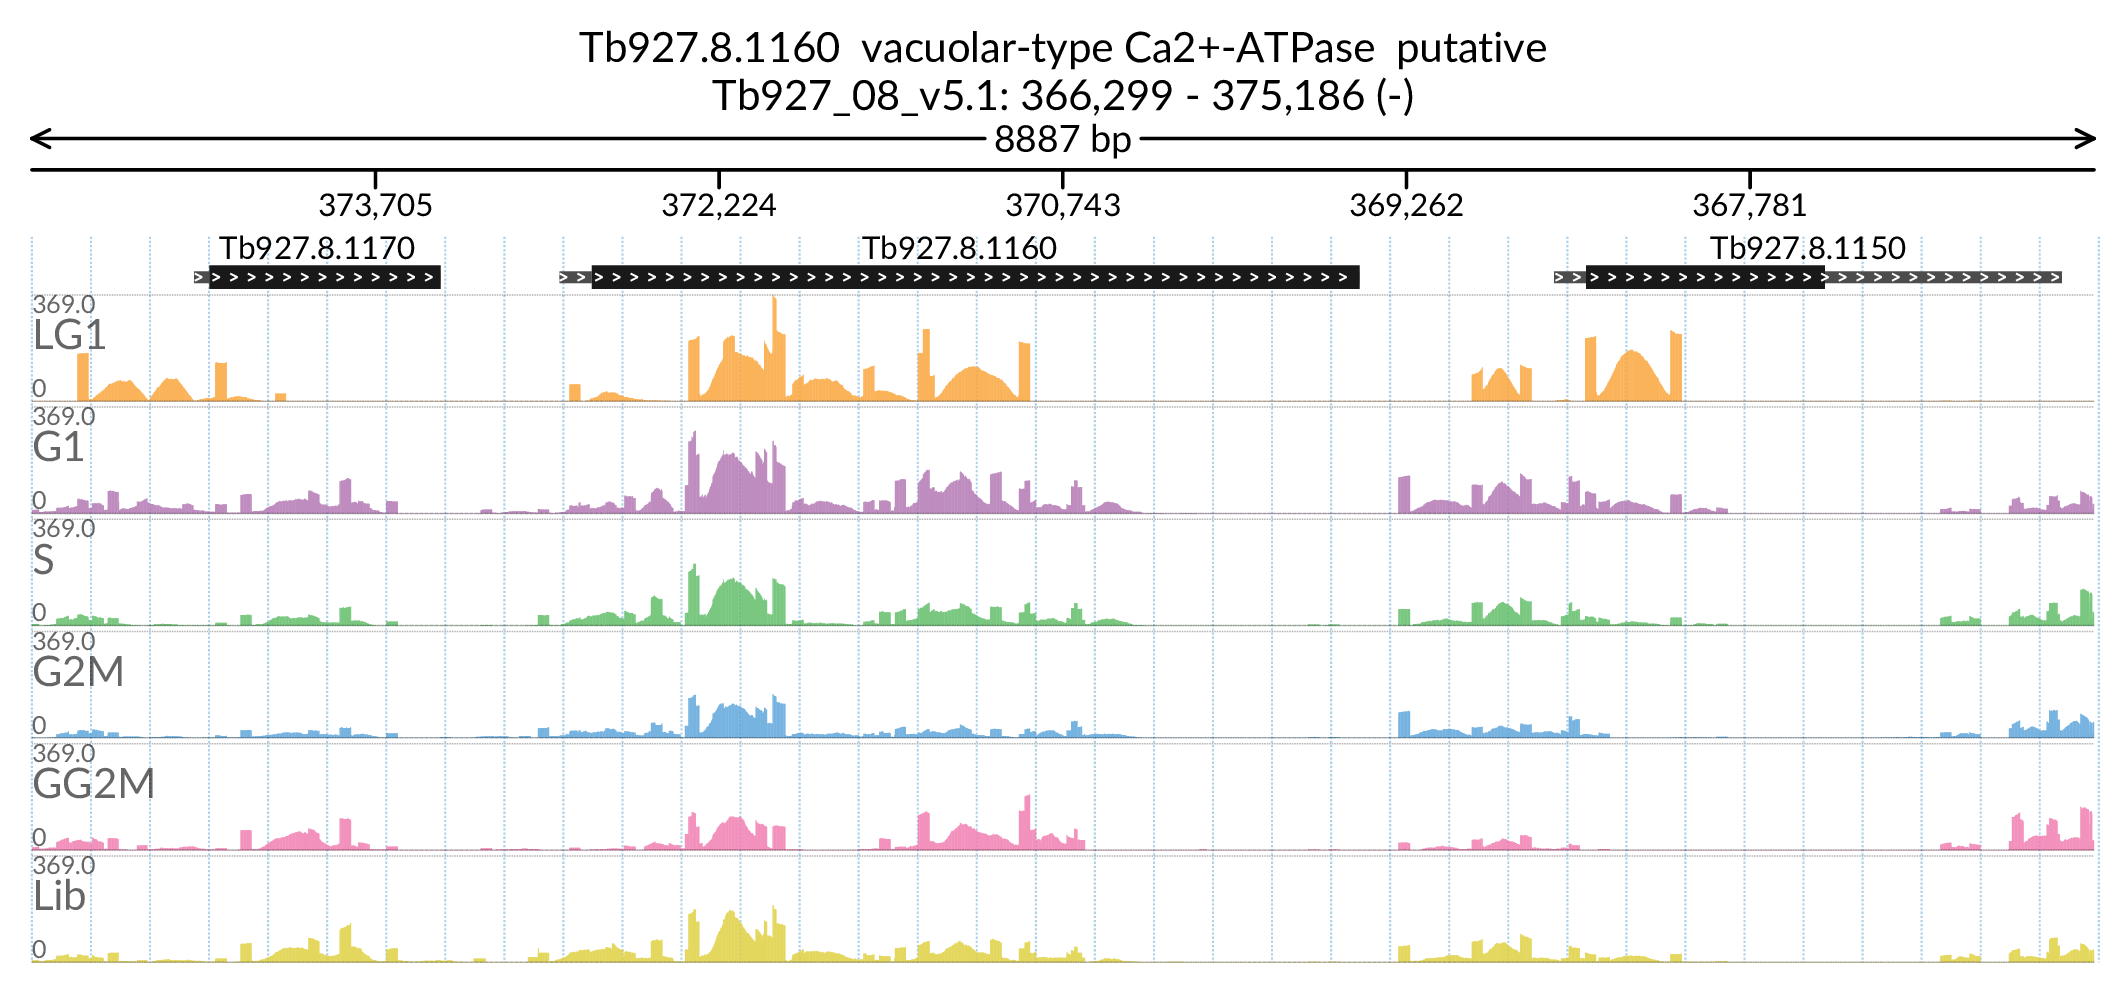 Tb927.8.1160 vacuolar-type Ca2+-ATPase putative
Tb927_08_v5.1: 366,299 - 375,186 (-)
8887 bp
373,705 372,224 370,743 369,262 367,781
Tb927.8.1170 Tb927.8.1160 Tb927.8.1150
369.0
LG1
0
369.0
G1
0
369.0
S
0
369.0
G2M
0
369.0
GG2M
0
369.0
Lib
0